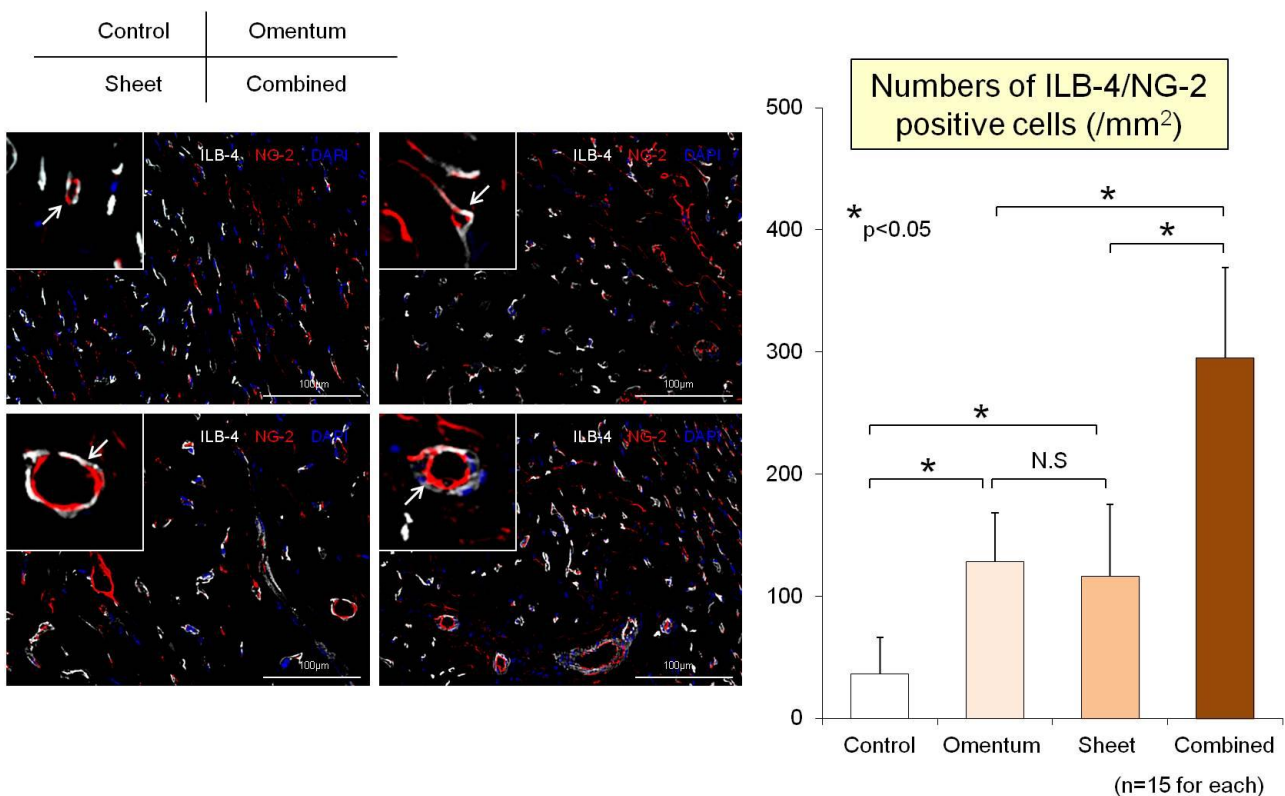 Control Omentum
Sheet Combined
ILB-4 NG-2 DAPI
100µm
ILB-4 NG-2 DAPI
100µm
ILB-4 NG-2 DAPI
100µm
ILB-4 NG-2 DAPI
100µm
Numbers of ILB-4/NG-2
positive cells (/mm²)
500
400
300
200
100
0
* p<0.05
*
*
*
*
N.S
Control Omentum Sheet Combined
(n=15 for each)